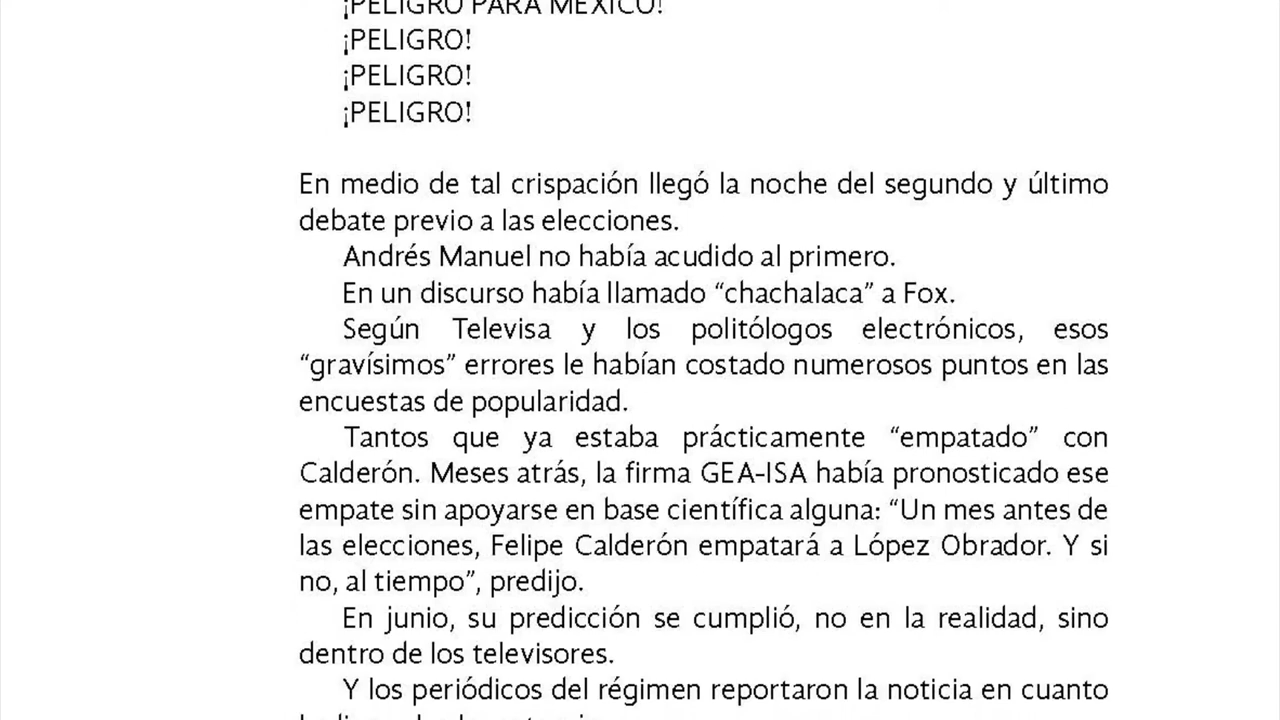 ¡PELIGRO PARA MÉXICO!
¡PELIGRO!
¡PELIGRO!
¡PELIGRO!
En medio de tal crispación llegó la noche del segundo y último
debate previo a las elecciones.
Andrés Manuel no había acudido al primero.
En un discurso había llamado “chachalaca” a Fox.
Según Televisa y los politólogos electrónicos, esos
“gravísimos” errores le habían costado numerosos puntos en las
encuestas de popularidad.
Tantos que ya estaba prácticamente “empatado” con
Calderón. Meses atrás, la firma GEA-ISA había pronosticado ese
empate sin apoyarse en base científica alguna: “Un mes antes de
las elecciones, Felipe Calderón empatará a López Obrador. Y si
no, al tiempo”, predijo.
En junio, su predicción se cumplió, no en la realidad, sino
dentro de los televisores.
Y los periódicos del régimen reportaron la noticia en cuanto